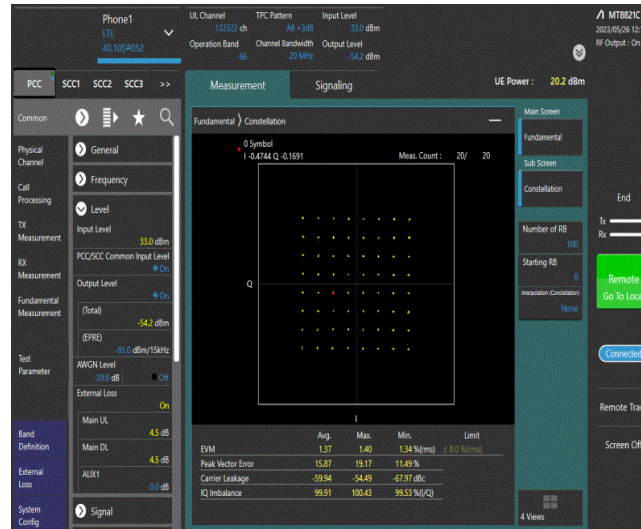 Phone1
LTE
40.105#052
UL Channel
132322 ch
TPC Pattern
All +3dB
Input Level
33.0 dBm
Operation Band
66
Channel Bandwidth
20 MHz
Output Level
-54.2 dBm
MT8821C
2023/05/26 12:
RF Output : On
PCC SCC1 SCC2 SCC3 >>
Measurement
Signaling
UE Power : 20.2 dBm
Common
Physical
Channel
Call
Processing
TX
Measurement
RX
Measurement
Fundamental
Measurement
Test
Parameter
Band
Definition
External
Loss
System
Config
General
Frequency
Level
Input Level
33.0 dBm
PCC/SCC Common Input Level
On
Output Level
On
(Total)
-54.2 dBm
(EPRE)
-85.0 dBm/15kHz
AWGN Level
-20.0 dB Off
External Loss
On
Main UL
4.5 dB
Main DL
4.5 dB
AUX1
0.0 dB
Signal
Fundamental 〉 Constellation
0 Symbol
I -0.4744 Q -0.1691
Meas. Count : 20/ 20
Q
I
Avg. Max. Min. Limit
EVM 1.37 1.40 1.34 %(rms) ≤ 8.0 %(rms)
Peak Vector Error 15.87 19.17 11.49 %
Carrier Leakage -59.94 -54.49 -67.97 dBc
IQ Imbalance 99.91 100.43 99.53 %(I/Q)
Main Screen
Fundamental
Sub Screen
Constellation
Number of RB
100
Starting RB
0
Interpolation (Constellation)
None
4 Views
End
Tx
Rx
Remote
Go To Loca
Connected
Remote Trac
Screen Off